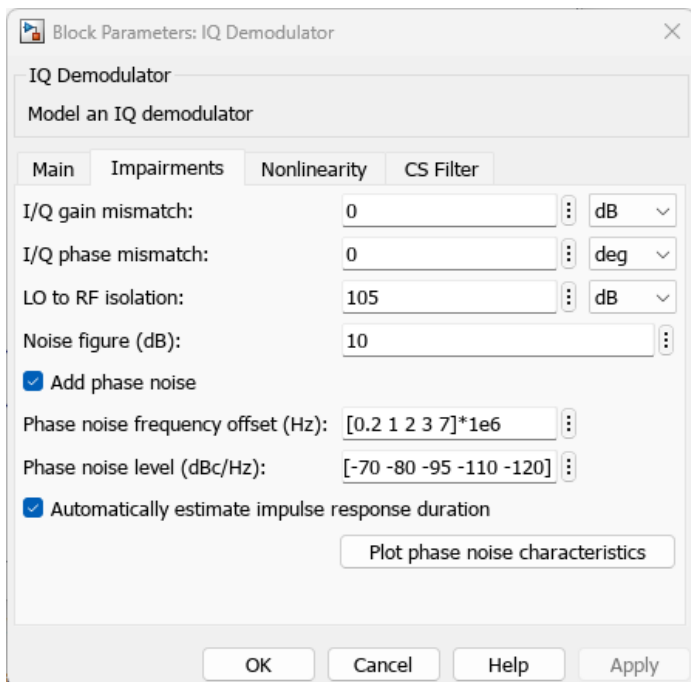 Block Parameters: IQ Demodulator
IQ Demodulator
Model an IQ demodulator
Main Impairments Nonlinearity CS Filter
I/Q gain mismatch: 0 dB
I/Q phase mismatch: 0 deg
LO to RF isolation: 105 dB
Noise figure (dB): 10
Add phase noise
Phase noise frequency offset (Hz): [0.2 1 2 3 7]*1e6
Phase noise level (dBc/Hz): [-70 -80 -95 -110 -120]
Automatically estimate impulse response duration
Plot phase noise characteristics
OK Cancel Help Apply